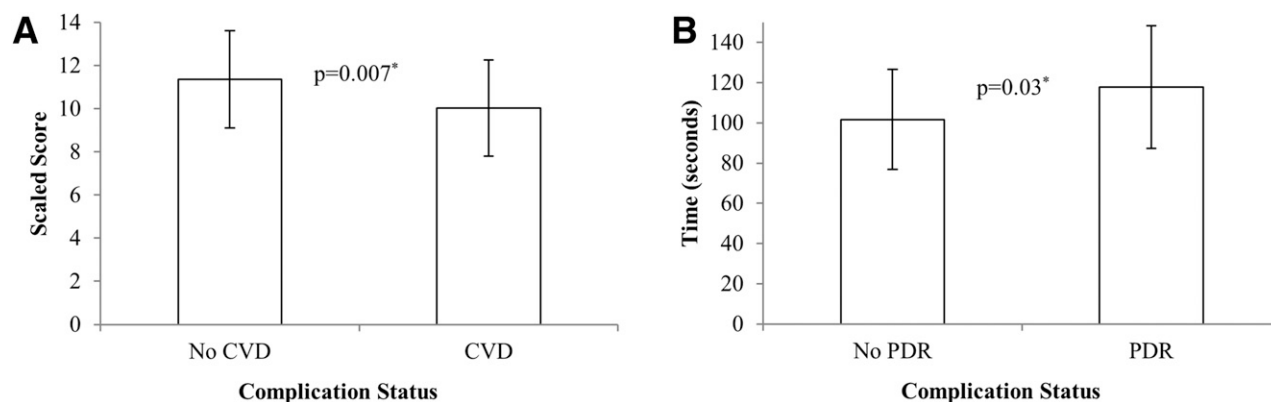 A
14
12
10
8
6
4
2
0
Scaled Score
p=0.007*
No CVD
CVD
Complication Status
B
140
120
100
80
60
40
20
0
Time (seconds)
p=0.03*
No PDR
PDR
Complication Status